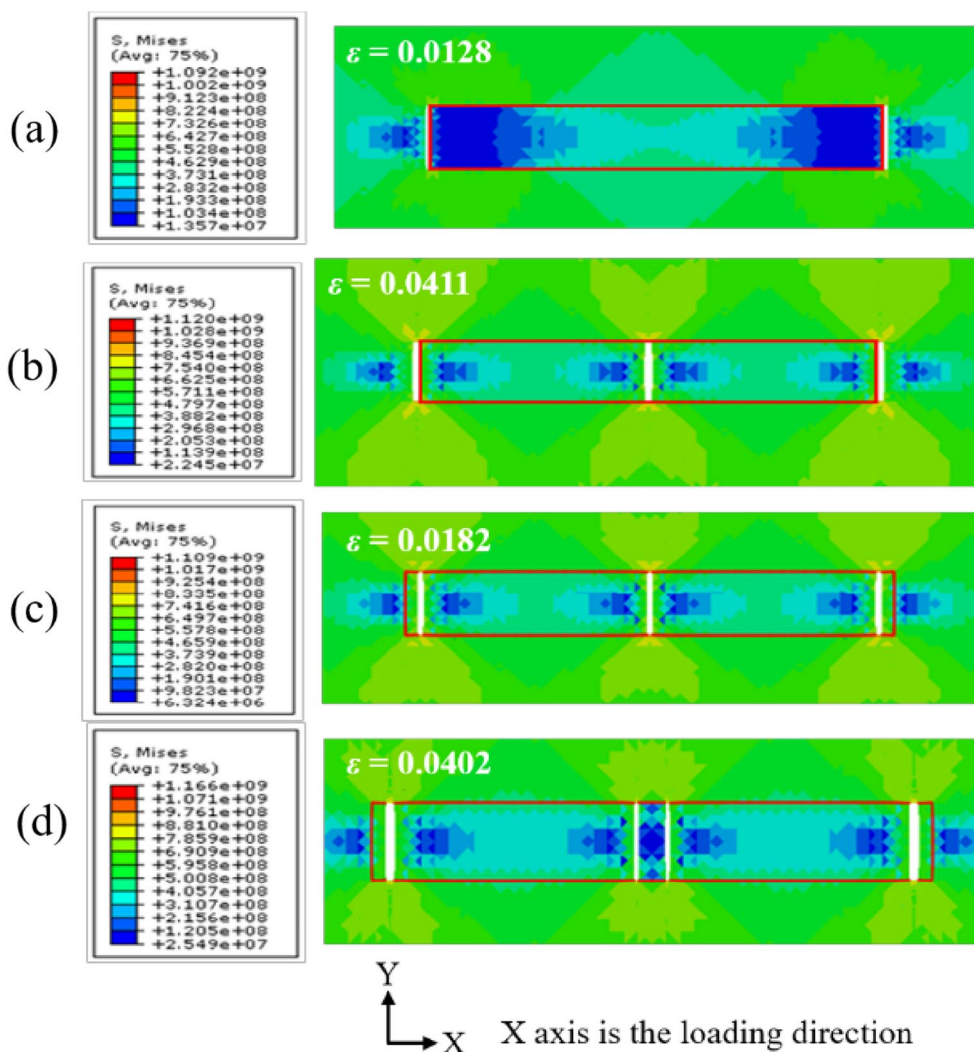 (a)
S, Mises
(Avg: 75%)
+1.092e+09
+1.002e+09
+9.123e+08
+8.224e+08
+7.326e+08
+6.427e+08
+5.528e+08
+4.629e+08
+3.731e+08
+2.832e+08
+1.933e+08
+1.034e+08
+1.357e+07
ε = 0.0128
(b)
S, Mises
(Avg: 75%)
+1.120e+09
+1.028e+09
+9.369e+08
+8.454e+08
+7.540e+08
+6.625e+08
+5.711e+08
+4.797e+08
+3.882e+08
+2.968e+08
+2.053e+08
+1.139e+08
+2.245e+07
ε = 0.0411
(c)
S, Mises
(Avg: 75%)
+1.109e+09
+1.017e+09
+9.254e+08
+8.335e+08
+7.416e+08
+6.497e+08
+5.578e+08
+4.659e+08
+3.739e+08
+2.820e+08
+1.901e+08
+9.823e+07
+6.324e+06
ε = 0.0182
(d)
S, Mises
(Avg: 75%)
+1.166e+09
+1.071e+09
+9.761e+08
+8.810e+08
+7.859e+08
+6.909e+08
+5.958e+08
+5.008e+08
+4.057e+08
+3.107e+08
+2.156e+08
+1.205e+08
+2.549e+07
ε = 0.0402
Y
X
X axis is the loading direction